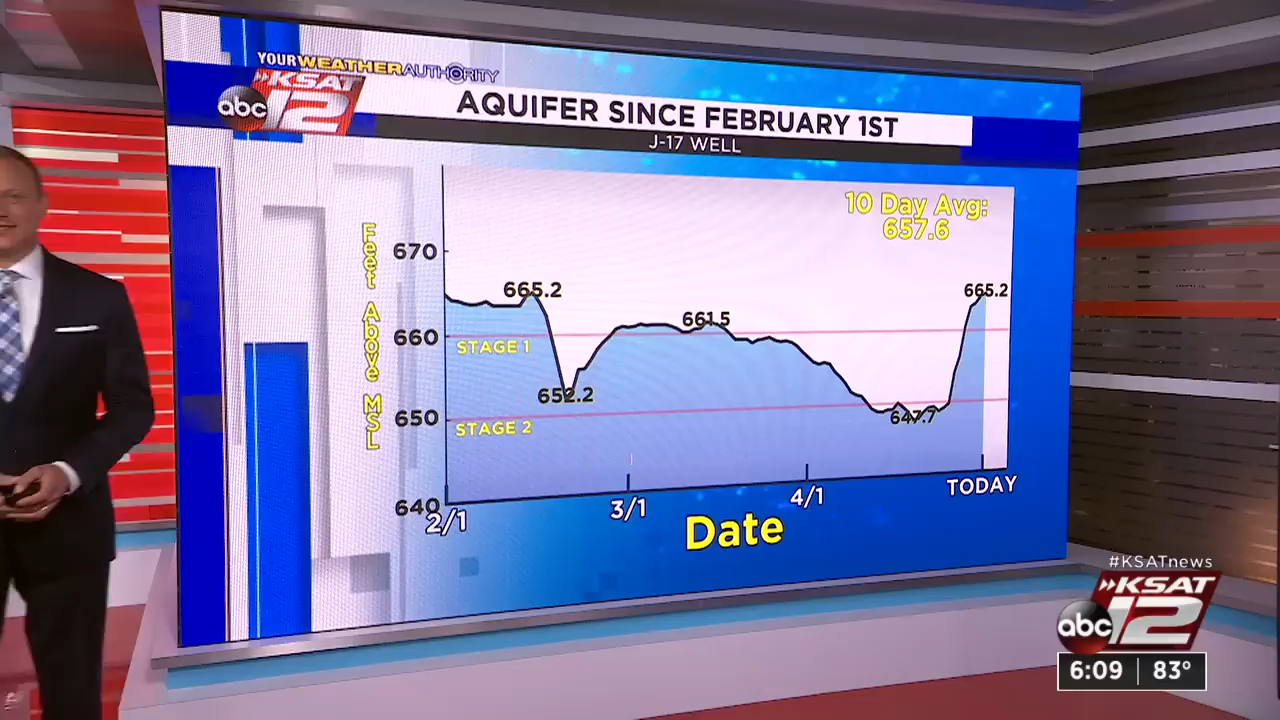 YOUR WEATHER AUTHORITY
KSAT
abc 12
AQUIFER SINCE FEBRUARY 1ST
J-17 WELL
10 Day Avg:
657.6
Feet Above MSL
670
660
650
640
665.2
652.2
661.5
647.7
665.2
STAGE 1
STAGE 2
2/1
3/1
4/1
TODAY
Date
#KSATnews
KSAT
abc 12
6:09 83°